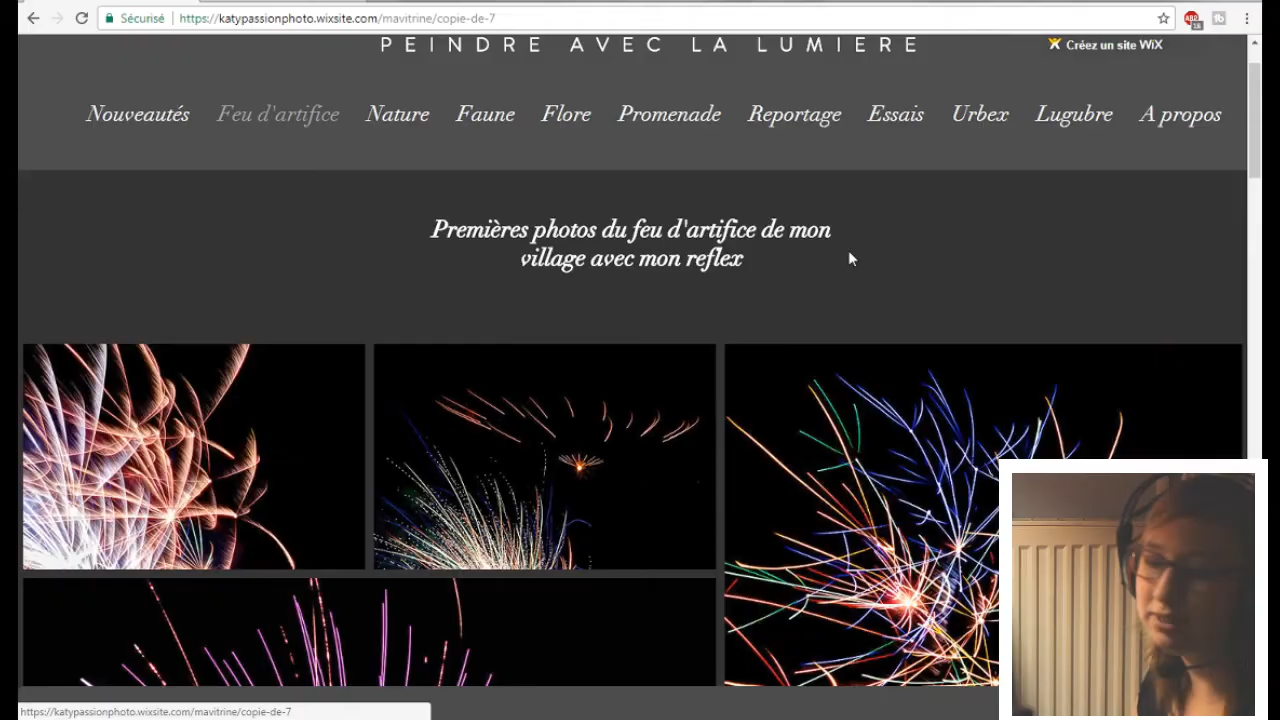 Sécurisé | https://katypassionphoto.wixsite.com/mavitrine/copie-de-7
PEINDRE AVEC LA LUMIERE
Créez un site WiX
Nouveautés Feu d'artifice Nature Faune Flore Promenade Reportage Essais Urbex Lugubre A propos
Premières photos du feu d'artifice de mon
village avec mon reflex
https://katypassionphoto.wixsite.com/mavitrine/copie-de-7